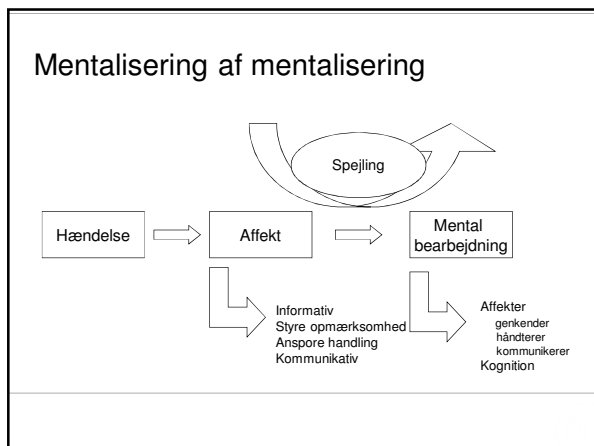 Mentalisering af mentalisering
Spejling
Hændelse
Affekt
Mental
bearbejdning
Informativ
Styre opmærksomhed
Anspore handling
Kommunikativ
Affekter
genkender
håndterer
kommunikerer
Kognition